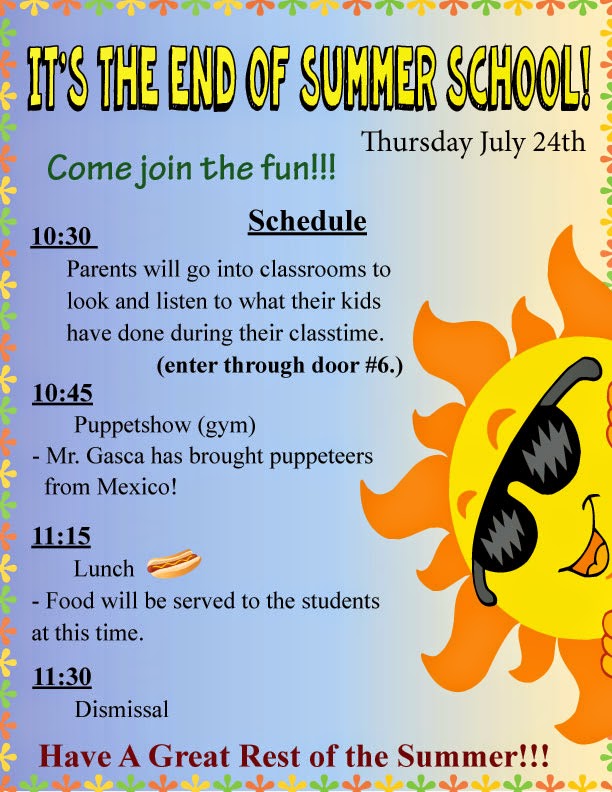 IT'S THE END OF SUMMER SCHOOL!
Thursday July 24th
Come join the fun!!!
Schedule
10:30
Parents will go into classrooms to
look and listen to what their kids
have done during their classtime.
(enter through door #6.)
10:45
Puppetshow (gym)
- Mr. Gasca has brought puppeteers
from Mexico!
11:15
Lunch
- Food will be served to the students
at this time.
11:30
Dismissal
Have A Great Rest of the Summer!!!